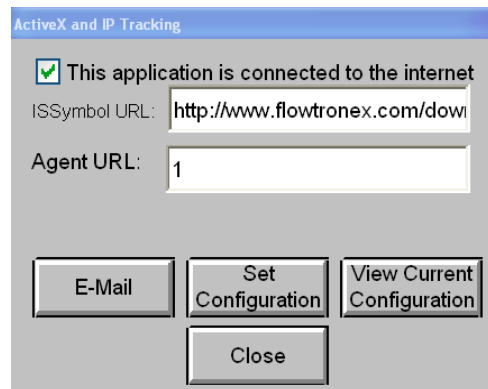 ActiveX and IP Tracking
This application is connected to the internet
ISSymbol URL: http://www.flowtronex.com/dow
Agent URL: 1
E-Mail
Set
Configuration
View Current
Configuration
Close